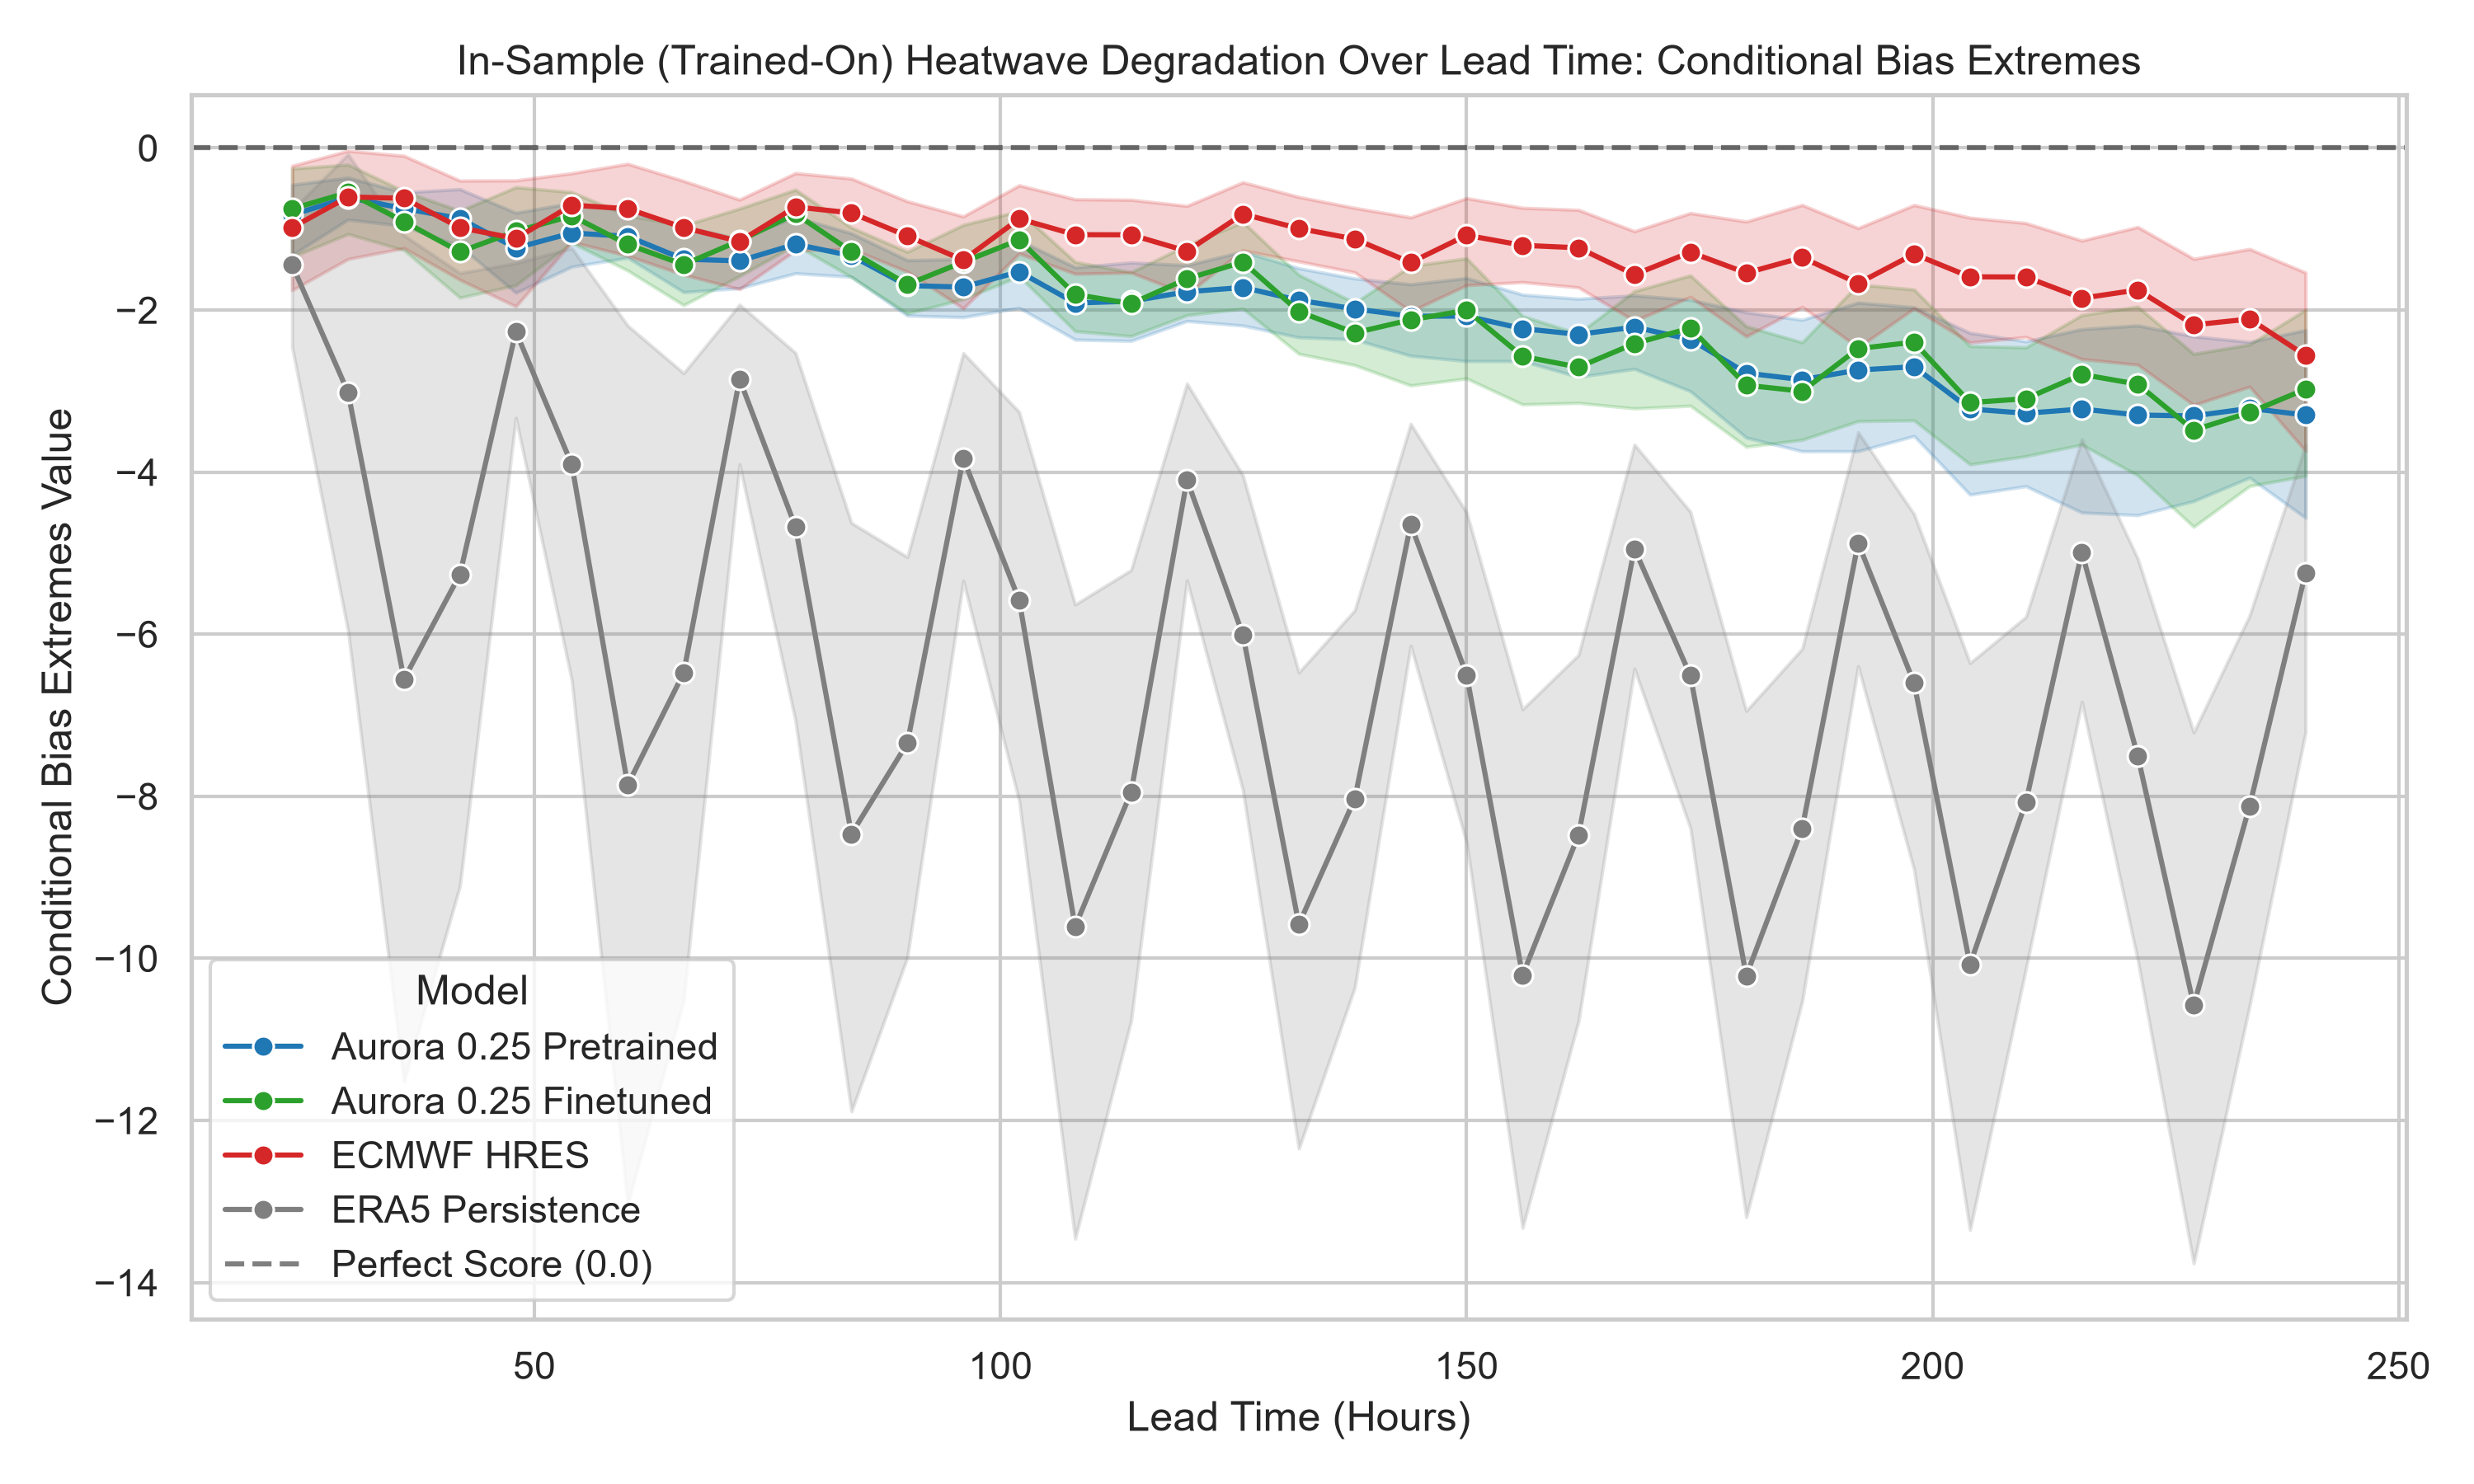 In-Sample (Trained-On) Heatwave Degradation Over Lead Time: Conditional Bias Extremes
Conditional Bias Extremes Value
0
−2
−4
−6
−8
−10
−12
−14
Model
Aurora 0.25 Pretrained
Aurora 0.25 Finetuned
ECMWF HRES
ERA5 Persistence
Perfect Score (0.0)
50
100
150
200
250
Lead Time (Hours)